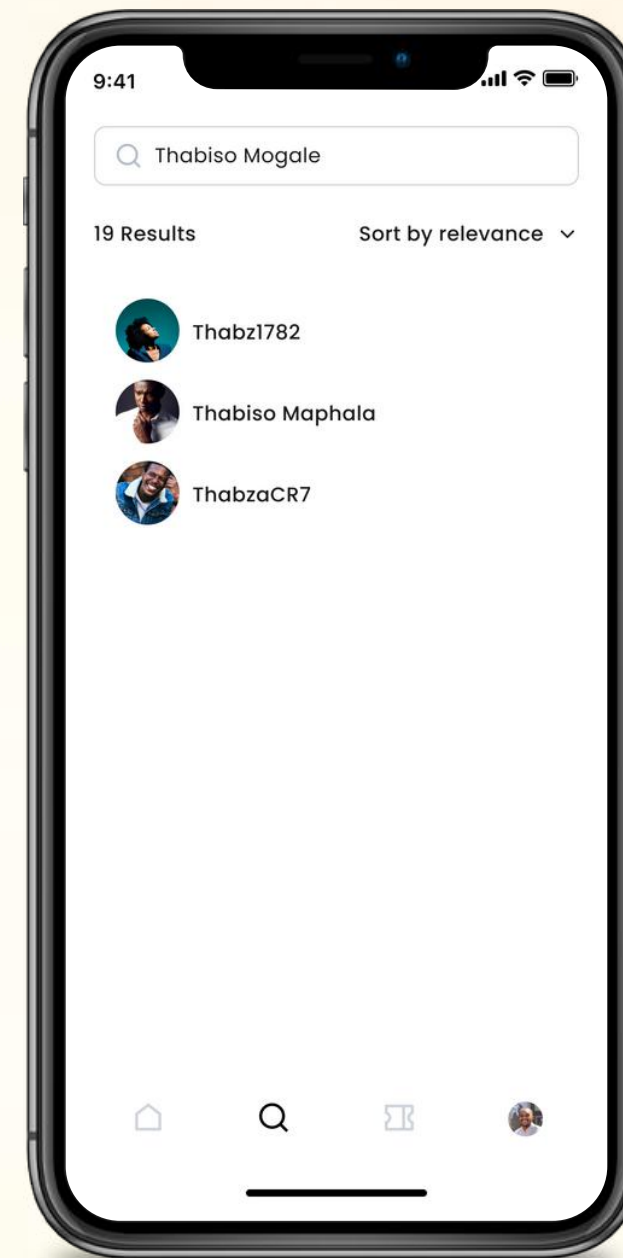 9:41
Thabiso Mogale
19 Results
Sort by relevance
Thabz1782
Thabiso Maphala
ThabzaCR7